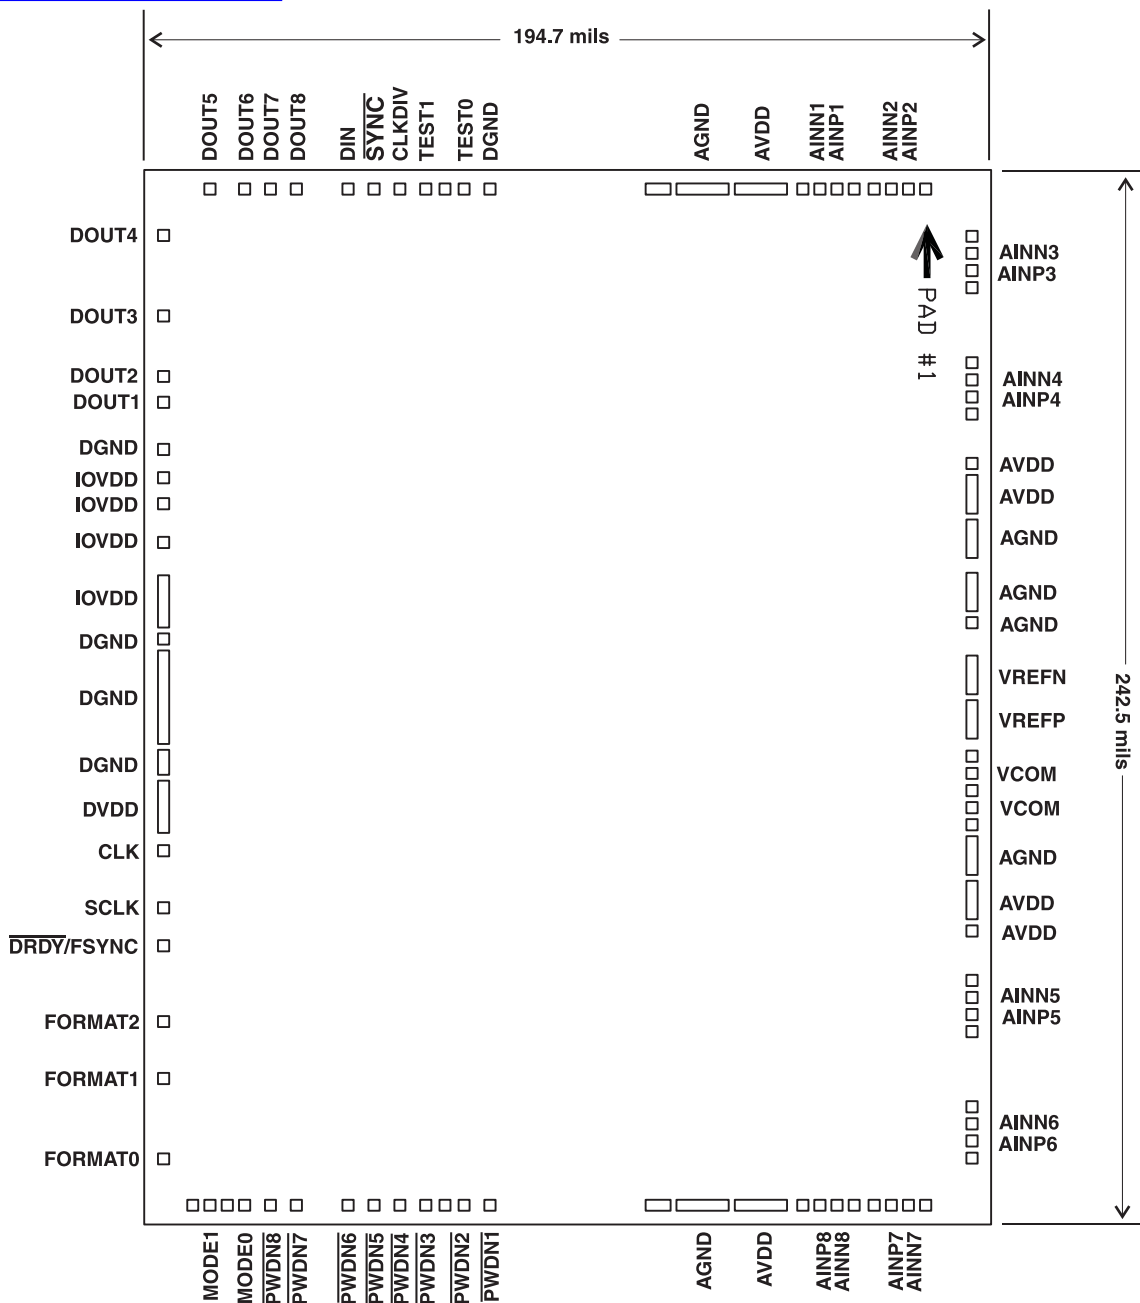 194.7 mils
DOUT5
DOUT6
DOUT7
DOUT8
DIN
SYNC
CLKDIV
TEST1
TEST0
DGND
AGND
AVDD
AINN1
AINP1
AINN2
AINP2
DOUT4
DOUT3
DOUT2
DOUT1
DGND
IOVDD
IOVDD
IOVDD
IOVDD
DGND
DGND
DGND
DVDD
CLK
SCLK
DRDY/FSYNC
FORMAT2
FORMAT1
FORMAT0
PAD #1
AINN3
AINP3
AINN4
AINP4
AVDD
AVDD
AGND
AGND
AGND
VREFN
VREFP
VCOM
VCOM
AGND
AVDD
AVDD
AINN5
AINP5
AINN6
AINP6
242.5 mils
MODE1
MODE0
PWDN8
PWDN7
PWDN6
PWDN5
PWDN4
PWDN3
PWDN2
PWDN1
AGND
AVDD
AINP8
AINN8
AINP7
AINN7